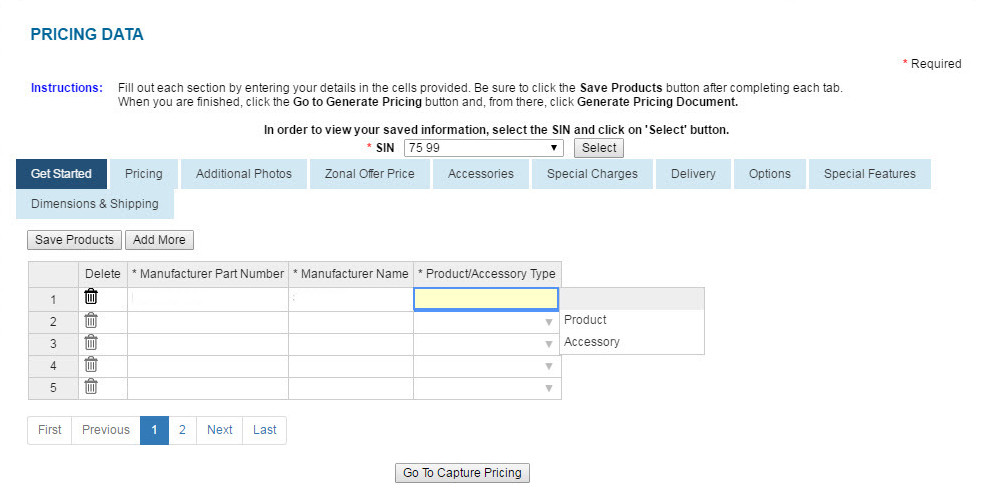 PRICING DATA
* Required
Instructions: Fill out each section by entering your details in the cells provided. Be sure to click the Save Products button after completing each tab.
When you are finished, click the Go to Generate Pricing button and, from there, click Generate Pricing Document.
In order to view your saved information, select the SIN and click on 'Select' button.
* SIN 75 99 Select
Get Started Pricing Additional Photos Zonal Offer Price Accessories Special Charges Delivery Options Special Features
Dimensions & Shipping
Save Products Add More
Delete * Manufacturer Part Number * Manufacturer Name * Product/Accessory Type
1
2 Product
3 Accessory
4
5
First Previous 1 2 Next Last
Go To Capture Pricing